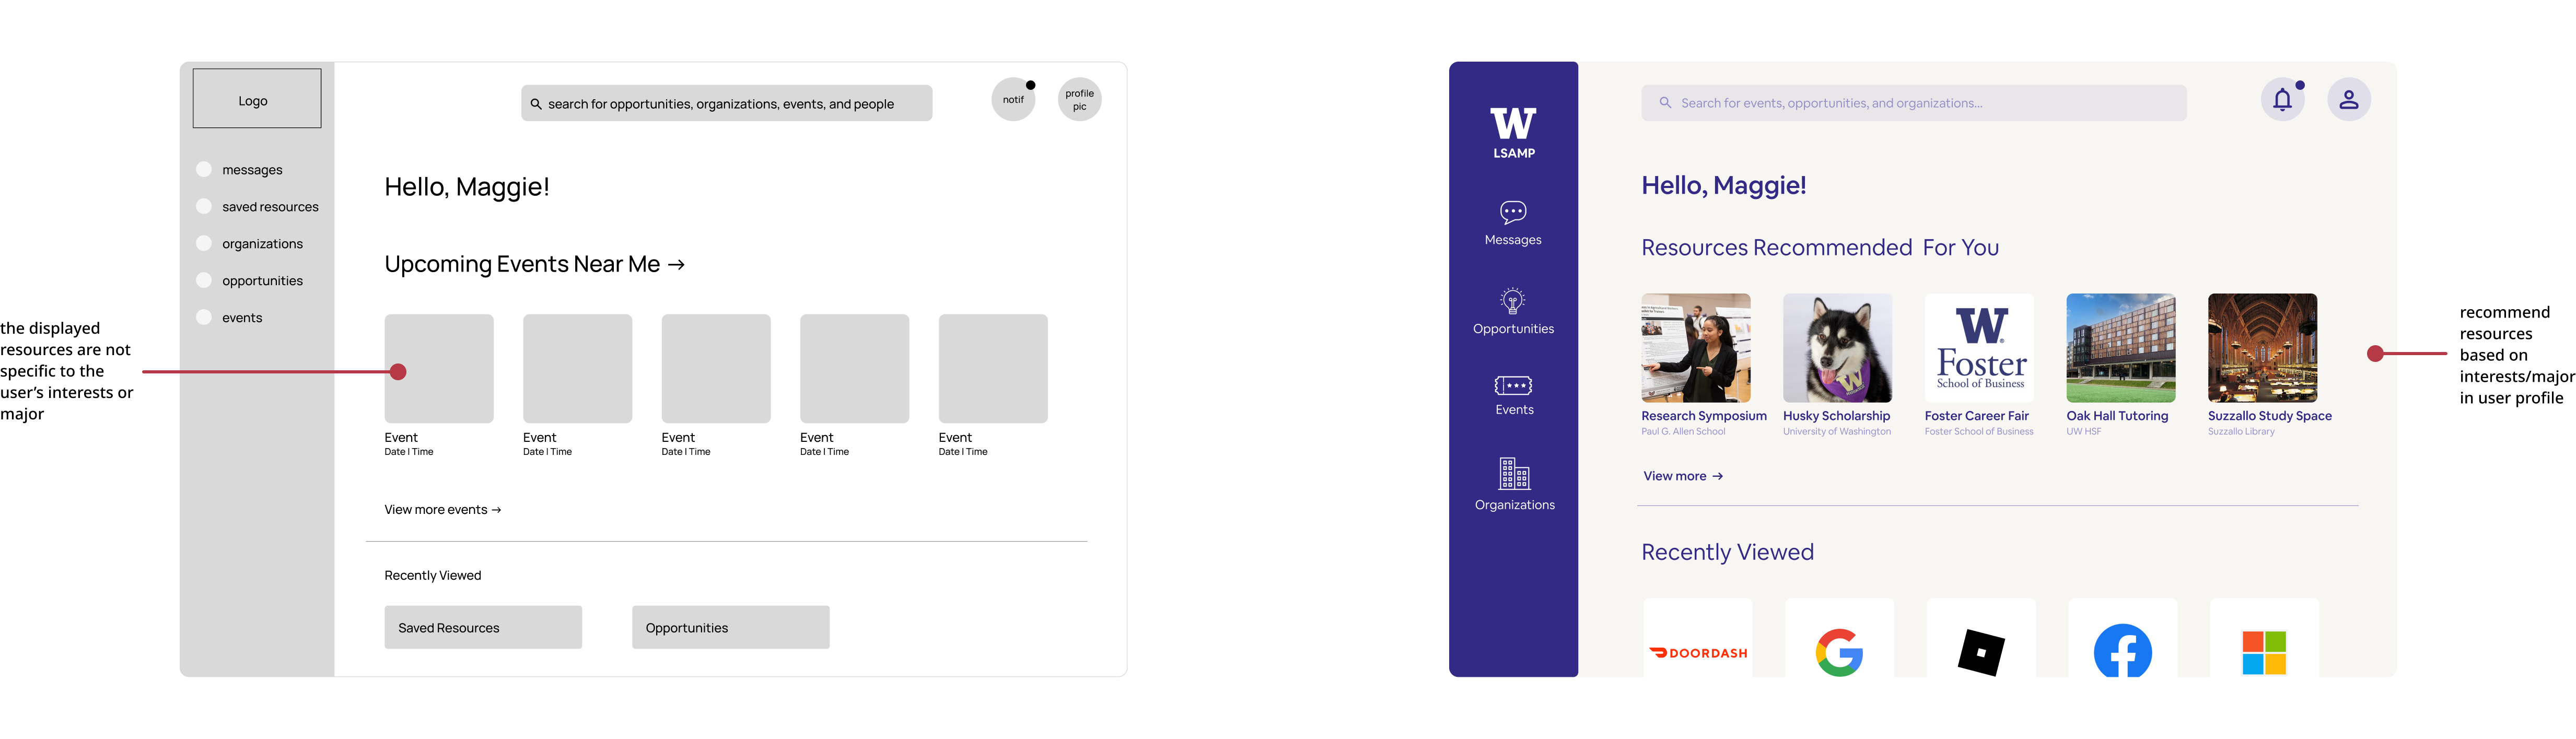 the displayed
resources are not
specific to the
user's interests or
major
Logo
messages
saved resources
organizations
opportunities
events
search for opportunities, organizations, events, and people
notif
profile
pic
Hello, Maggie!
Upcoming Events Near Me →
Event
Date | Time
Event
Date | Time
Event
Date | Time
Event
Date | Time
Event
Date | Time
View more events →
Recently Viewed
Saved Resources
Opportunities
W
LSAMP
Messages
Opportunities
Events
Organizations
Search for events, opportunities, and organizations...
Hello, Maggie!
Resources Recommended For You
W
W
Foster
School of Business
Research Symposium
Paul G. Allen School
Husky Scholarship
University of Washington
Foster Career Fair
Foster School of Business
Oak Hall Tutoring
UW HSF
Suzzallo Study Space
Suzzallo Library
View more →
Recently Viewed
DOORDASH
G
f
recommend
resources
based on
interests/major
in user profile